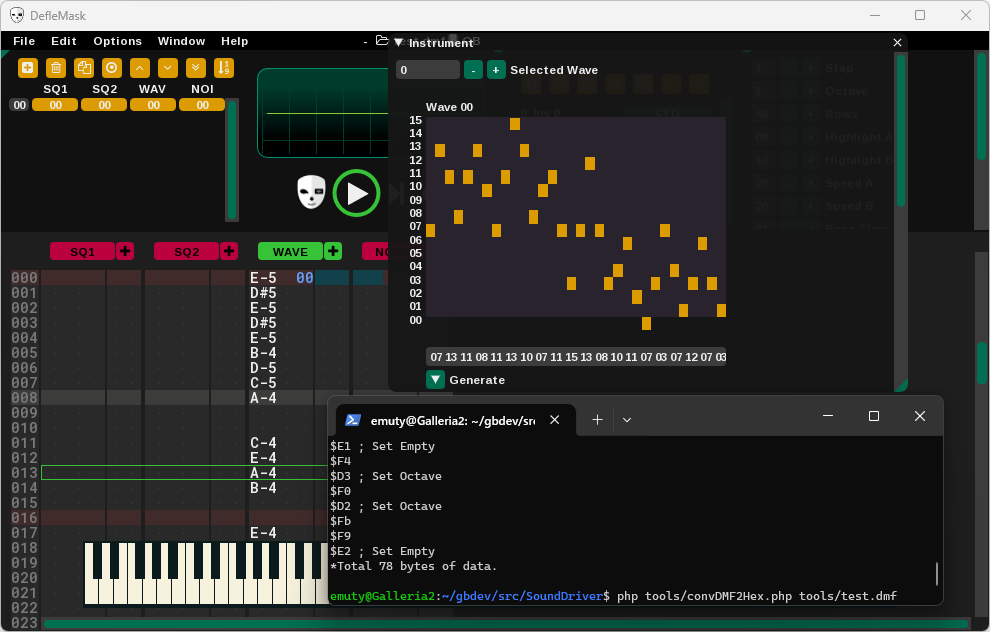 DefleMask
File Edit Options Window Help
Instrument
0 - + Selected Wave
SQ1 SQ2 WAV NOI
00 00 00 00 00
Wave 00
15
14
13
12
11
10
09
08
07
06
05
04
03
02
01
00
07 13 11 08 11 13 10 07 11 15 13 08 10 11 07 03 07 12 07 03
Generate
Step
Octave
Rows
Highlight A
Highlight B
Speed A
Speed B
SQ1 + SQ2 + WAVE +
000 E-5 00
001 D#5
002 E-5
003 D#5
004 E-5
005 B-4
006 D-5
007 C-5
008 A-4
009
010
011 C-4
012 E-4
013 A-4
014 B-4
015
016
017 E-4
018
019
020
021
022
023
emuty@Galleria2: ~/gbdev/src
$E1 ; Set Empty
$F4
$D3 ; Set Octave
$F0
$D2 ; Set Octave
$Fb
$F9
$E2 ; Set Empty
*Total 78 bytes of data.
emuty@Galleria2:~/gbdev/src/SoundDriver$ php tools/convDMF2Hex.php tools/test.dmf